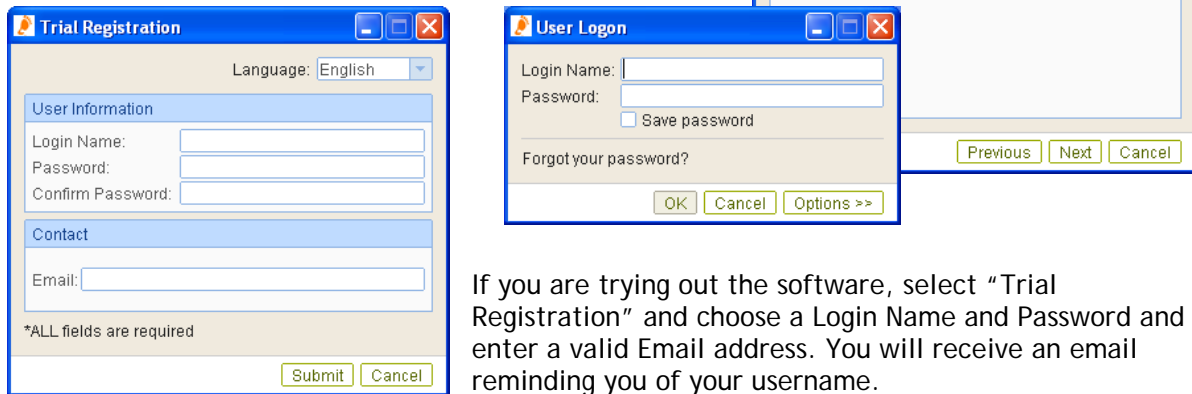 Trial Registration
Language: English
User Information
Login Name:
Password:
Confirm Password:
Contact
Email:
*ALL fields are required
Submit Cancel
User Logon
Login Name:
Password:
Save password
Forgot your password?
OK Cancel Options >>
Previous Next Cancel
If you are trying out the software, select “Trial
Registration” and choose a Login Name and Password and
enter a valid Email address. You will receive an email
reminding you of your username.